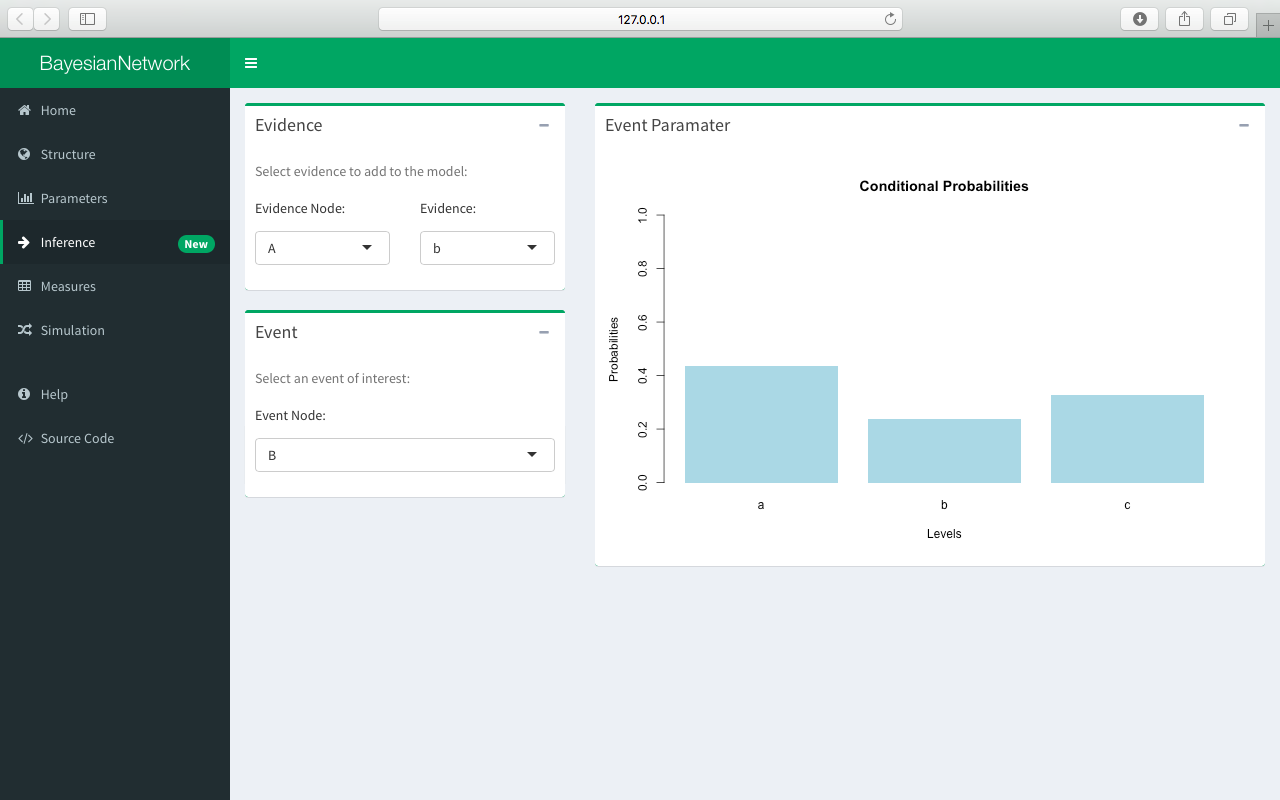 127.0.0.1
BayesianNetwork
Home
Structure
Parameters
Inference New
Measures
Simulation
Help
Source Code
Evidence
Select evidence to add to the model:
Evidence Node: Evidence:
A b
Event
Select an event of interest:
Event Node:
B
Event Paramater
Conditional Probabilities
Probabilities
1.0
0.8
0.6
0.4
0.2
0.0
a b c
Levels